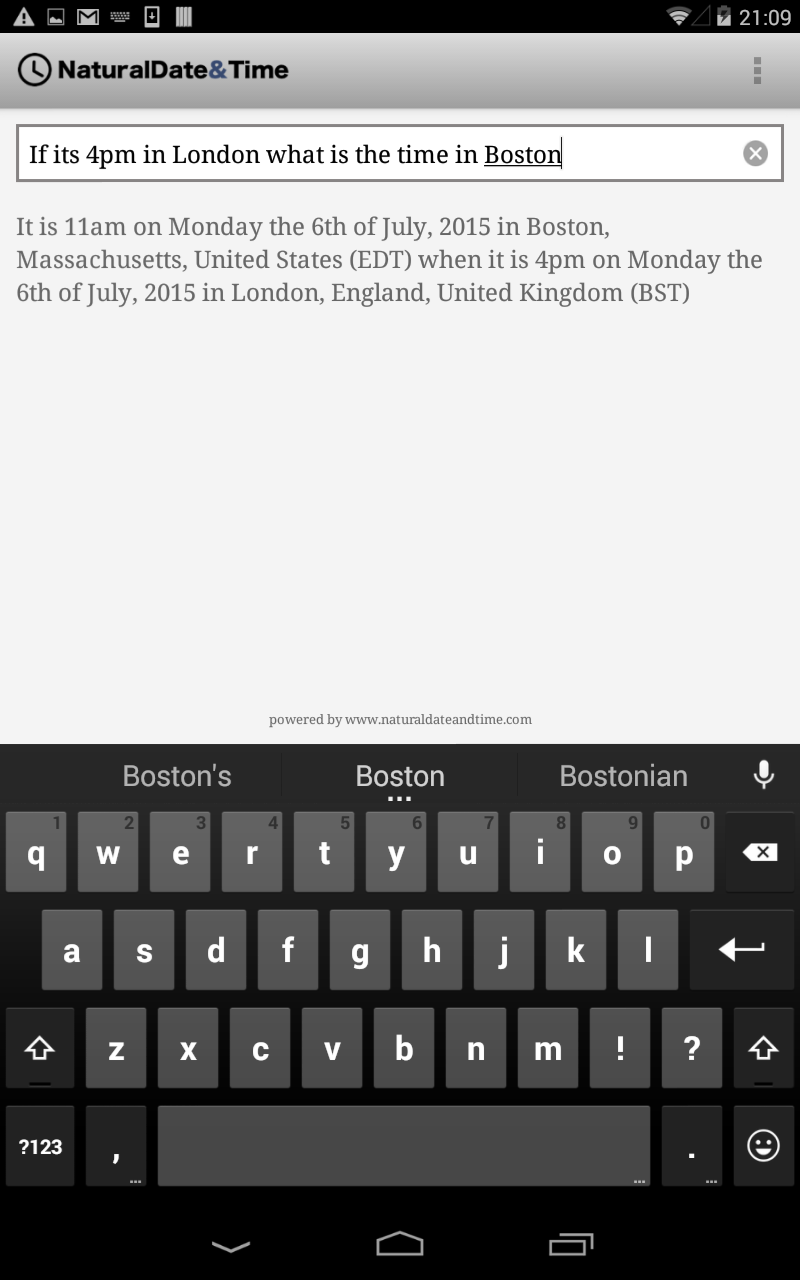 21:09
NaturalDate&Time
If its 4pm in London what is the time in Boston
It is 11am on Monday the 6th of July, 2015 in Boston,
Massachusetts, United States (EDT) when it is 4pm on Monday the
6th of July, 2015 in London, England, United Kingdom (BST)
powered by www.naturaldateandtime.com
Boston's Boston Bostonian
...
1 2 3 4 5 6 7 8 9 0
q w e r t y u i o p
a s d f g h j k l
z x c v b n m ! ?
?123 , ... ... . ...